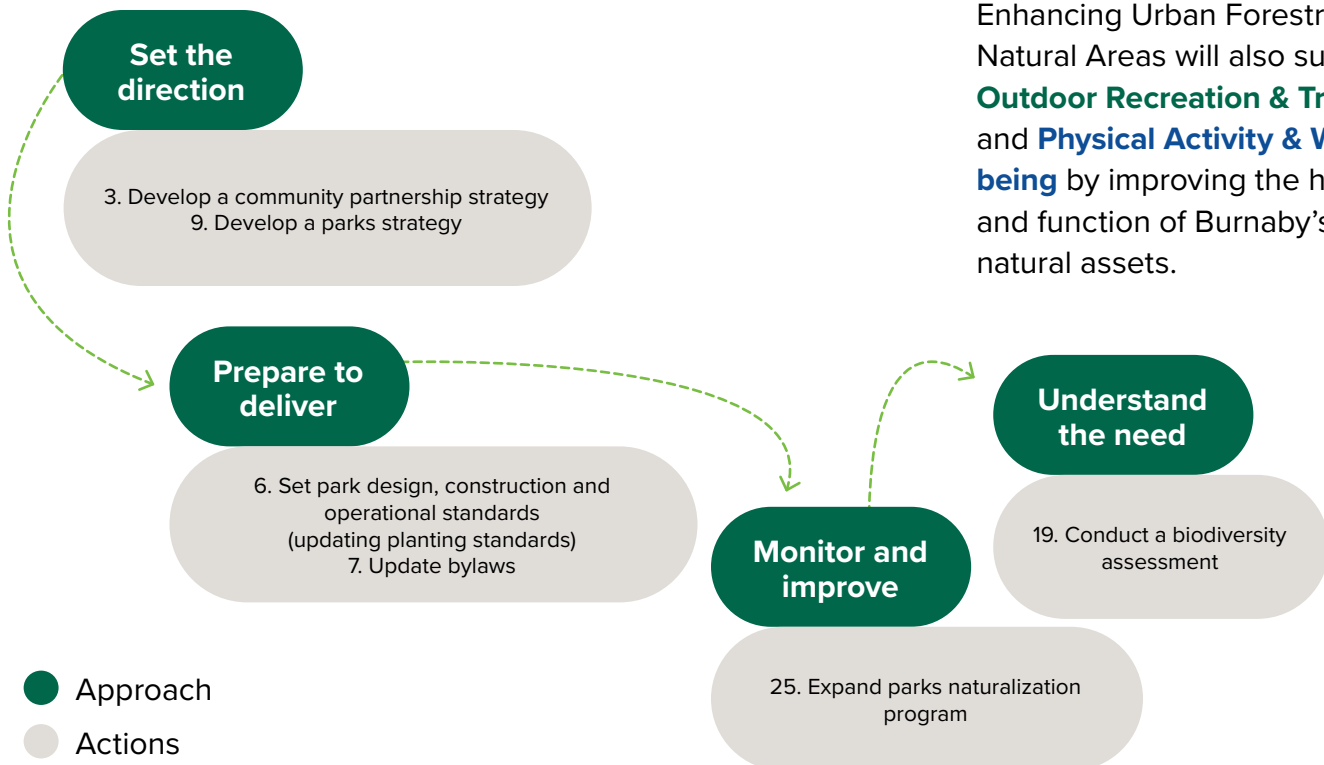 Set the
direction
3. Develop a community partnership strategy
9. Develop a parks strategy
Enhancing Urban
Natural Areas will also
Outdoor Recreation &
and Physical Activity &
being by improving the
and function of Burnaby's
natural assets.
Prepare to
deliver
6. Set park design, construction and
operational standards
(updating planting standards)
7. Update bylaws
Monitor and
improve
25. Expand parks naturalization
program
Understand
the need
19. Conduct a biodiversity
assessment
Approach
Actions